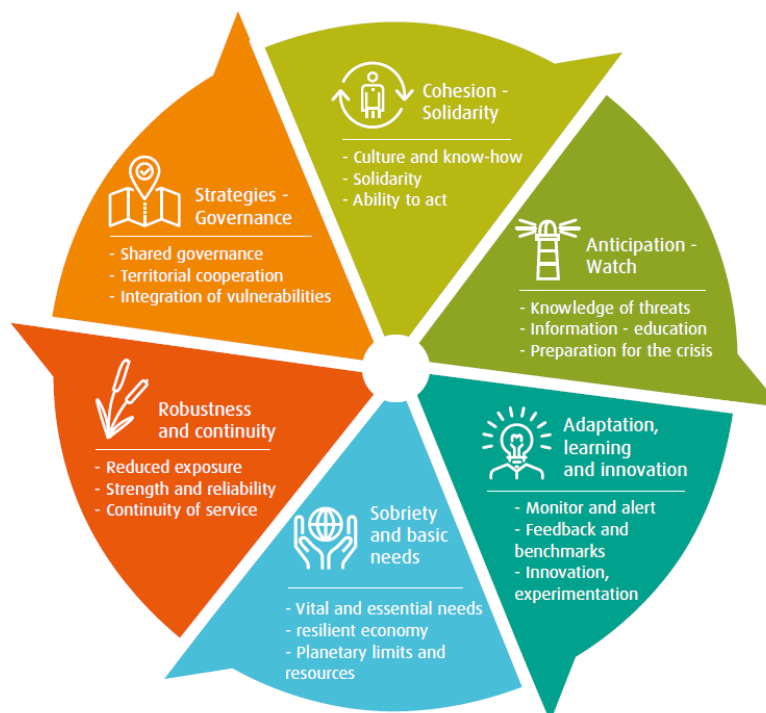 Cohesion -
Solidarity
- Culture and know-how
- Solidarity
- Ability to act
Anticipation -
Watch
- Knowledge of threats
- Information - education
- Preparation for the crisis
Adaptation,
learning
and innovation
- Monitor and alert
- Feedback and
benchmarks
- Innovation,
experimentation
Sobriety
and basic
needs
- Vital and essential needs
- resilient economy
- Planetary limits and
resources
Robustness
and continuity
- Reduced exposure
- Strength and reliability
- Continuity of service
Strategies -
Governance
- Shared governance
- Territorial cooperation
- Integration of vulnerabilities